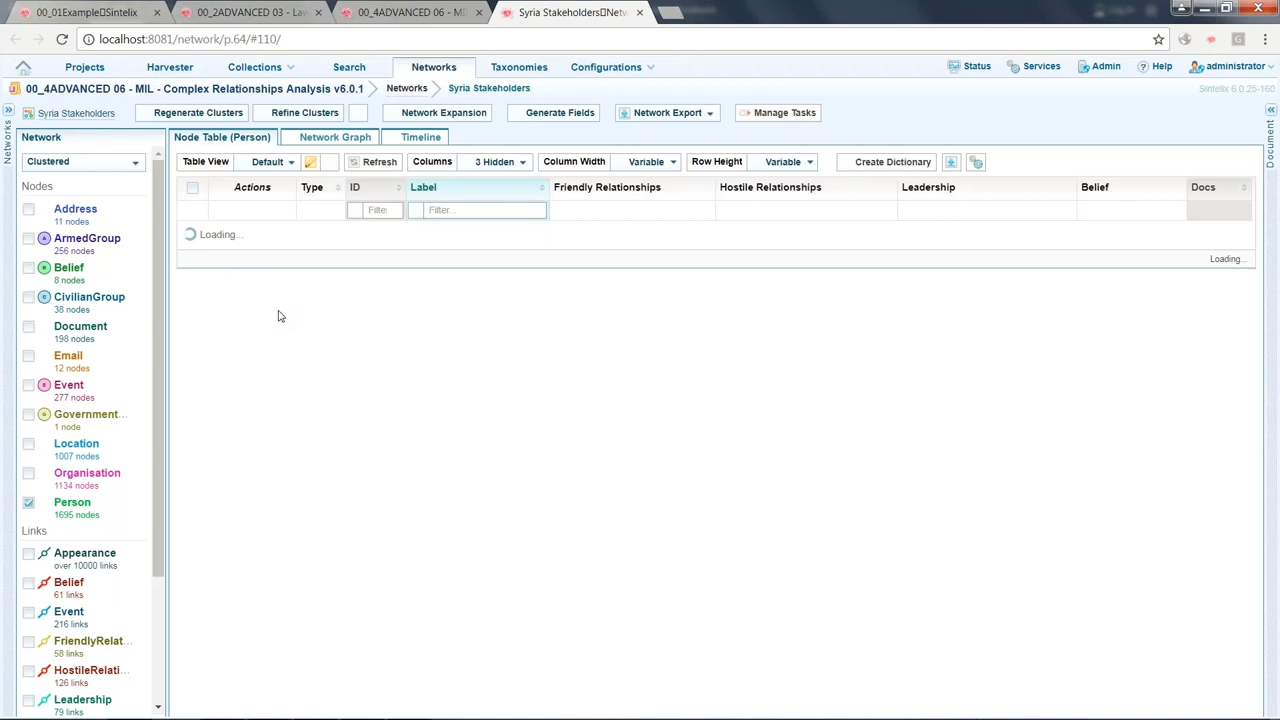 00_01Example▯Sintelix
00_2ADVANCED 03 - La
00_4ADVANCED 06 - MIL
Syria Stakeholders▯Netw
localhost:8081/network/p.64/#110/
G
Projects
Harvester
Collections
Search
Networks
Taxonomies
Configurations
Status
Services
Admin
Help
administrator
00_4ADVANCED 06 - MIL - Complex Relationships Analysis v6.0.1
Networks
Syria Stakeholders
Sintelix 6.0.25-160
Networks
Syria Stakeholders
Regenerate Clusters
Refine Clusters
Network Expansion
Generate Fields
Network Export
Manage Tasks
Document
Network
Clustered
Nodes
Address
11 nodes
A ArmedGroup
256 nodes
B Belief
8 nodes
C CivilianGroup
38 nodes
Document
198 nodes
Email
12 nodes
E Event
277 nodes
G Government...
1 node
Location
1007 nodes
Organisation
1134 nodes
Person
1695 nodes
Links
Appearance
over 10000 links
Belief
61 links
Event
216 links
FriendlyRelat...
58 links
HostileRelati...
126 links
Leadership
79 links
Node Table (Person)
Network Graph
Timeline
Table View
Default
Refresh
Columns
3 Hidden
Column Width
Variable
Row Height
Variable
Create Dictionary
Actions
Type
ID
Label
Friendly Relationships
Hostile Relationships
Leadership
Belief
Docs
Filte
Filter...
Loading...
Loading...